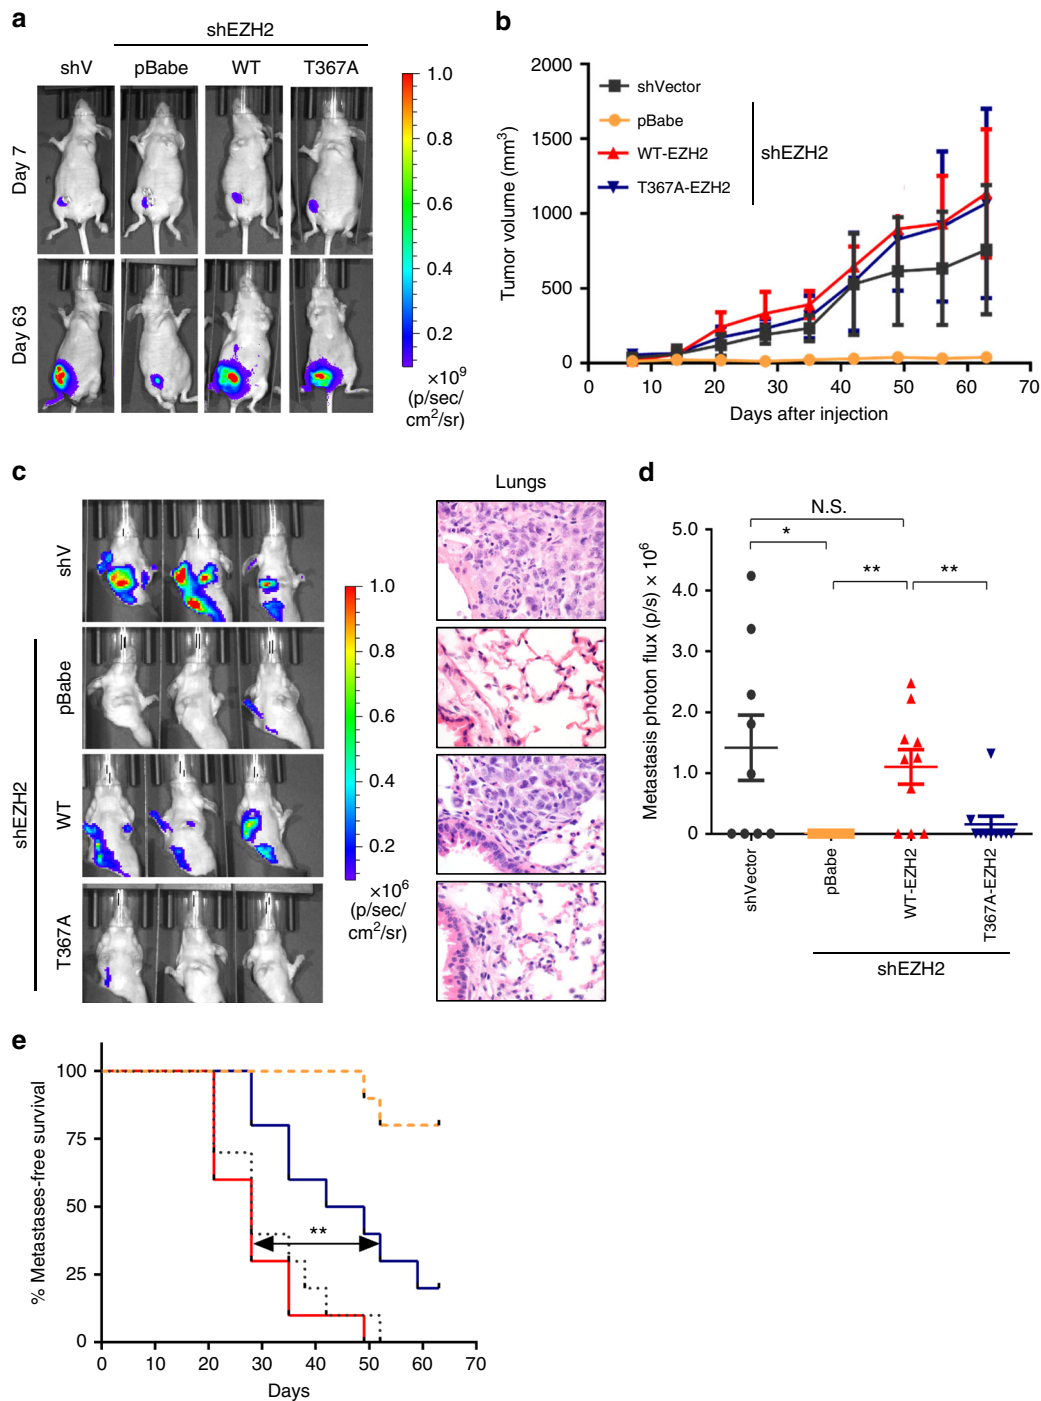 a
shEZH2
shV pBabe WT T367A
Day 7
Day 63
1.0
0.8
0.6
0.4
0.2
×10⁹
(p/sec/
cm²/sr)
b
Tumor volume (mm³)
2000
1500
1000
500
0
0 10 20 30 40 50 60 70
Days after injection
shVector
pBabe
WT-EZH2
T367A-EZH2
shEZH2
c
shV
pBabe
WT
T367A
shEZH2
1.0
0.8
0.6
0.4
0.2
×10⁶
(p/sec/
cm²/sr)
Lungs
d
Metastasis photon flux (p/s) × 10⁶
5.0
4.0
3.0
2.0
1.0
0
N.S.
*
** **
shVector
pBabe
WT-EZH2
T367A-EZH2
shEZH2
e
% Metastases-free survival
100
75
50
25
0
**
0 10 20 30 40 50 60 70
Days